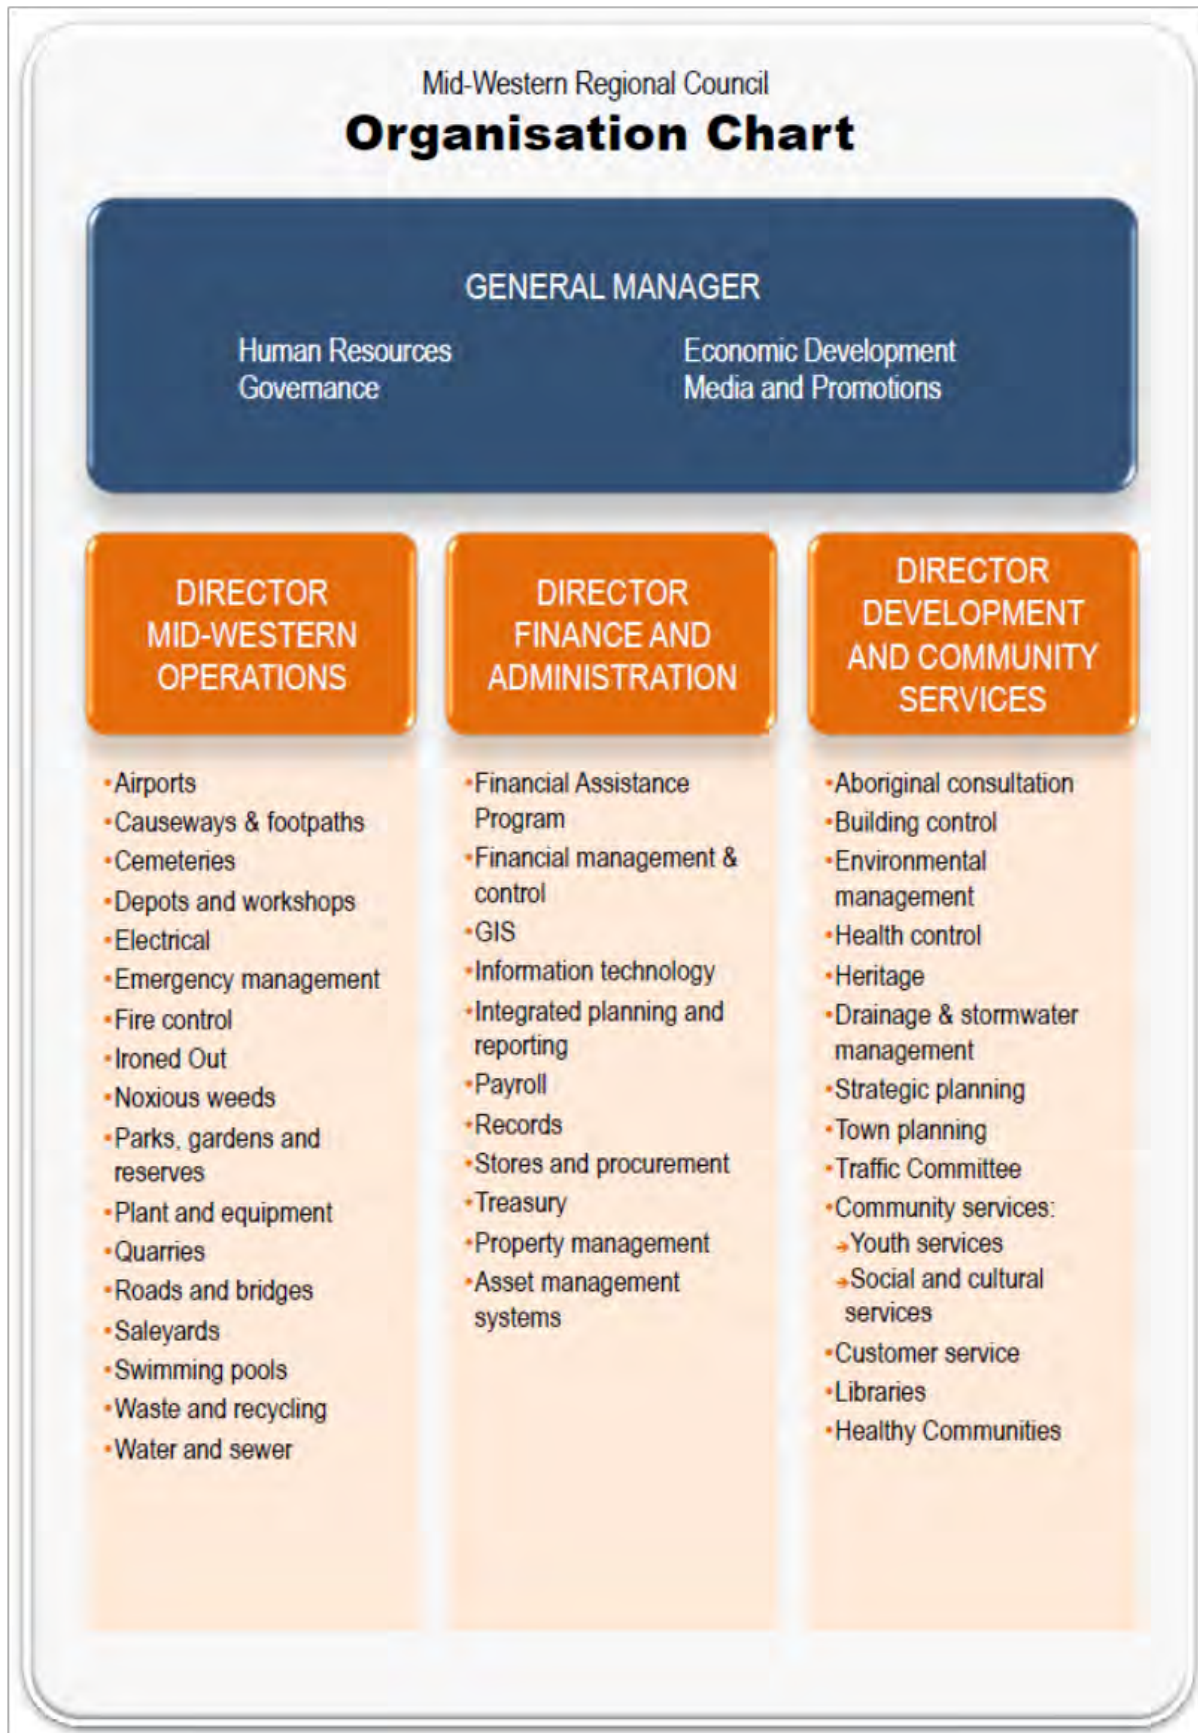 Mid-Western Regional Council
Organisation Chart
GENERAL MANAGER
Human Resources
Governance
Economic Development
Media and Promotions
DIRECTOR
MID-WESTERN
OPERATIONS
•Airports
•Causeways & footpaths
•Cemeteries
•Depots and workshops
•Electrical
•Emergency management
•Fire control
•Ironed Out
•Noxious weeds
•Parks, gardens and
reserves
•Plant and equipment
•Quarries
•Roads and bridges
•Saleyards
•Swimming pools
•Waste and recycling
•Water and sewer
DIRECTOR
FINANCE AND
ADMINISTRATION
•Financial Assistance
Program
•Financial management &
control
•GIS
•Information technology
•Integrated planning and
reporting
•Payroll
•Records
•Stores and procurement
•Treasury
•Property management
•Asset management
systems
DIRECTOR
DEVELOPMENT
AND COMMUNITY
SERVICES
•Aboriginal consultation
•Building control
•Environmental
management
•Health control
•Heritage
•Drainage & stormwater
management
•Strategic planning
•Town planning
•Traffic Committee
•Community services:
→Youth services
→Social and cultural
services
•Customer service
•Libraries
•Healthy Communities